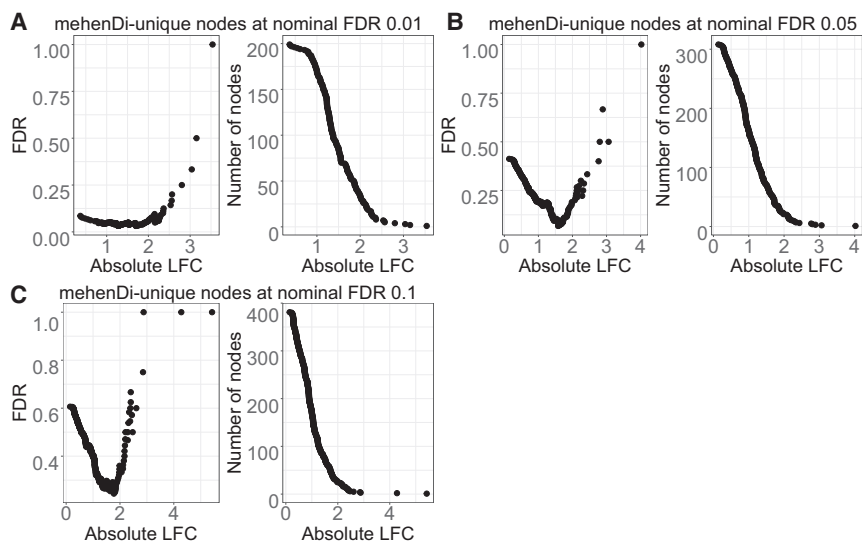 A mehenDi-unique nodes at nominal FDR 0.01
FDR
1.00
0.75
0.50
0.25
0.00
1 2 3
Absolute LFC
Number of nodes
200
150
100
50
0
1 2 3
Absolute LFC
B mehenDi-unique nodes at nominal FDR 0.05
FDR
1.00
0.75
0.50
0.25
0 1 2 3 4
Absolute LFC
Number of nodes
300
200
100
0
0 1 2 3 4
Absolute LFC
C mehenDi-unique nodes at nominal FDR 0.1
FDR
1.0
0.8
0.6
0.4
0 2 4
Absolute LFC
Number of nodes
400
300
200
100
0
0 2 4
Absolute LFC